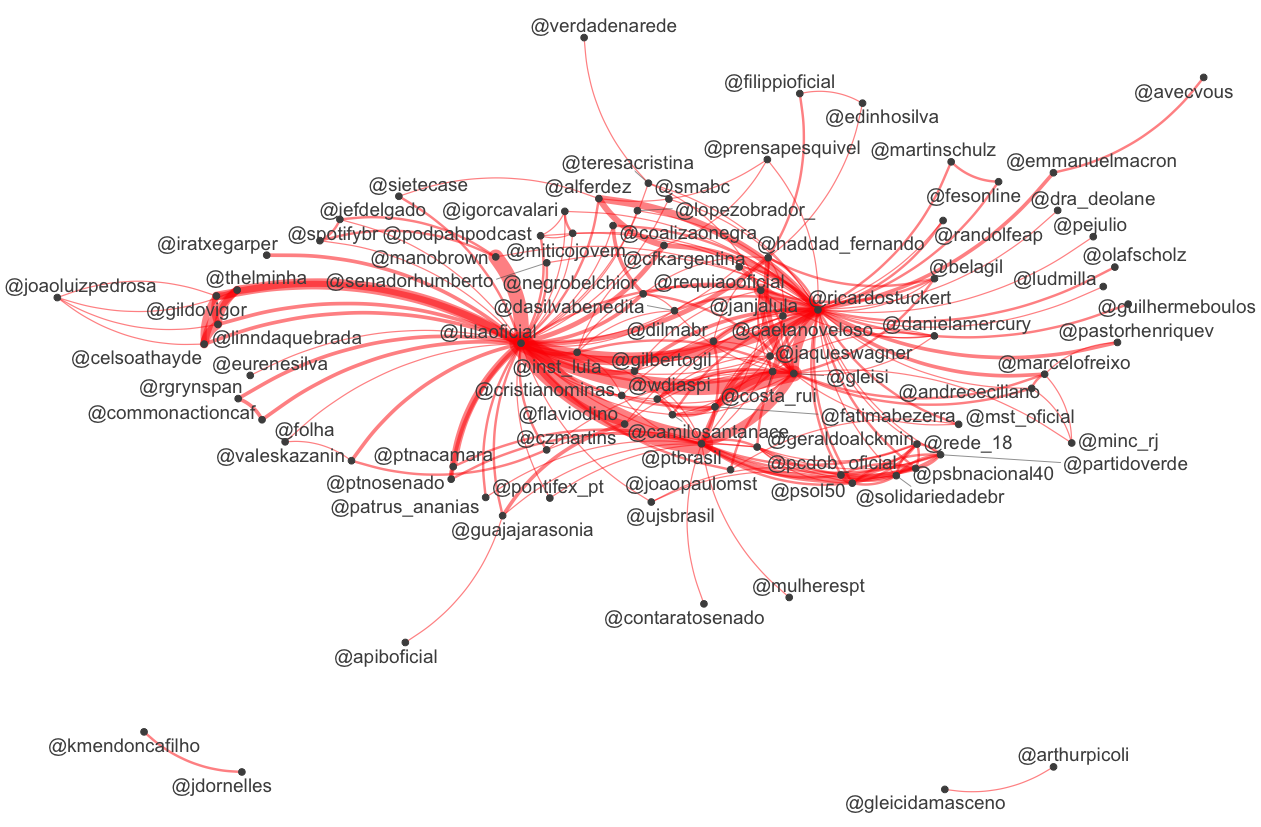 @verdadenarede
@filippioficial
@avecvous
@edinhosilva
@prensapesquivel
@martinschulz
@teresacristina
@emmanuelmacron
@sietecase
@alferdez
@smabc
@fesonline
@dra_deolane
@jefdelgado
@igorcavalari
@lopezobrador_
@pejulio
@spotifybr
@podpahpodcast
@coalizaonegra
@randolfeap
@iratxegarper
@miticojovem
@haddad_fernando
@manobrown
@cfkargentina
@olafscholz
@belagil
@thelminha
@senadorhumberto
@negrobelchior
@requiaooficial
@ludmilla
@joaoluizpedrosa
@ricardostuckert
@gildovigor
@dasilvabenedita
@janjalula
@guilhermeboulos
@linndaquebrada
@lulaoficial
@dilmabr
@caetanoveloso
@danielamercury
@pastorhenriquev
@celsoathayde
@jaqueswagner
@eurenesilva
@inst_lula
@gilbertogil
@marcelofreixo
@rgrynspan
@cristianominas
@wdiaspi
@gleisi
@andrececiliano
@costa_rui
@commonactioncaf
@flaviodino
@fatimabezerra
@mst_oficial
@folha
@czmartins
@camilosantanace
@geraldoalckmin
@rede_18
@minc_rj
@valeskazanin
@ptnacamara
@ptbrasil
@pcdob_oficial
@partidoverde
@psbnacional40
@ptnosenado
@pontifex_pt
@joaopaulomst
@psol50
@solidariedadebr
@patrus_ananias
@ujsbrasil
@guajajarasonia
@mulherespt
@contaratosenado
@apiboficial
@kmendoncafilho
@jdornelles
@arthurpicoli
@gleicidamasceno